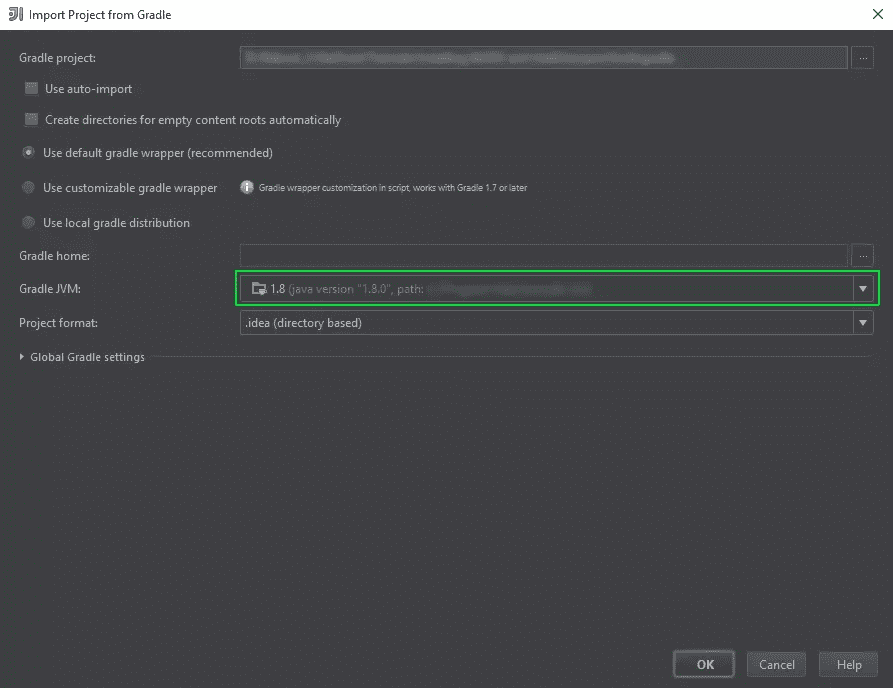 Import Project from Gradle
Gradle project:
...
Use auto-import
Create directories for empty content roots automatically
Use default gradle wrapper (recommended)
Use customizable gradle wrapper
Gradle wrapper customization in script, works with Gradle 1.7 or later
Use local gradle distribution
Gradle home:
...
Gradle JVM:
1.8 (java version "1.8.0", path:
Project format:
.idea (directory based)
Global Gradle settings
OK
Cancel
Help